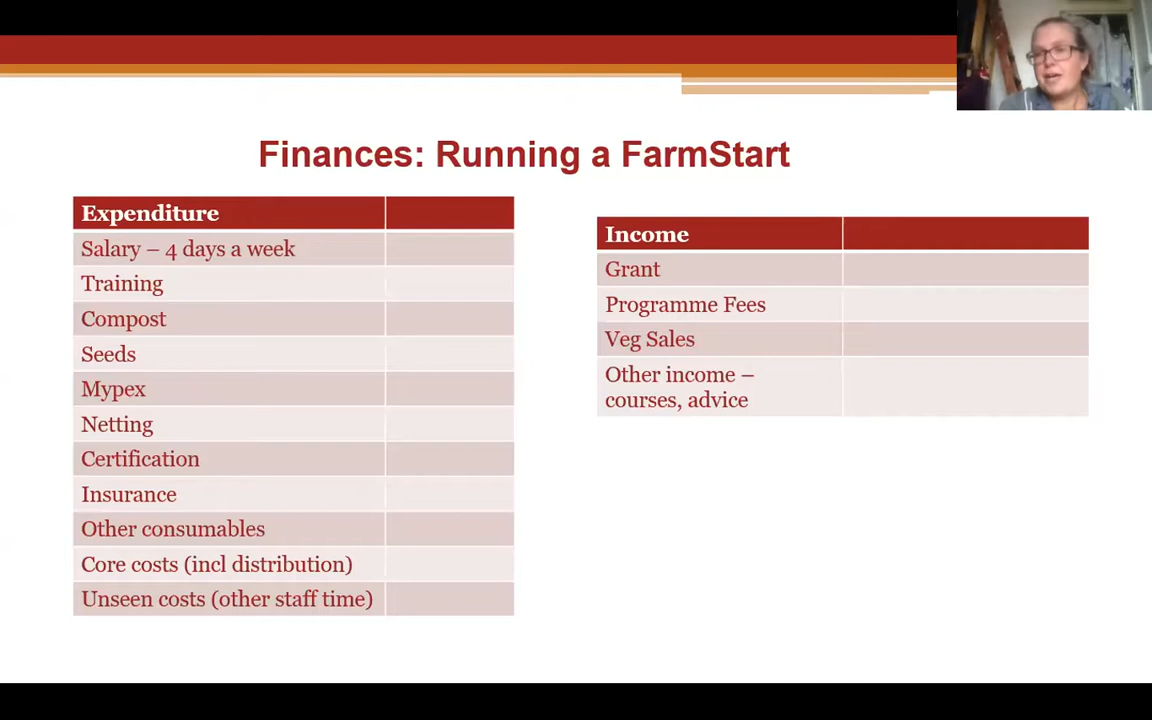 Finances: Running a FarmStart
Expenditure
Salary – 4 days a week
Training
Compost
Seeds
Mypex
Netting
Certification
Insurance
Other consumables
Core costs (incl distribution)
Unseen costs (other staff time)
Income
Grant
Programme Fees
Veg Sales
Other income –
courses, advice